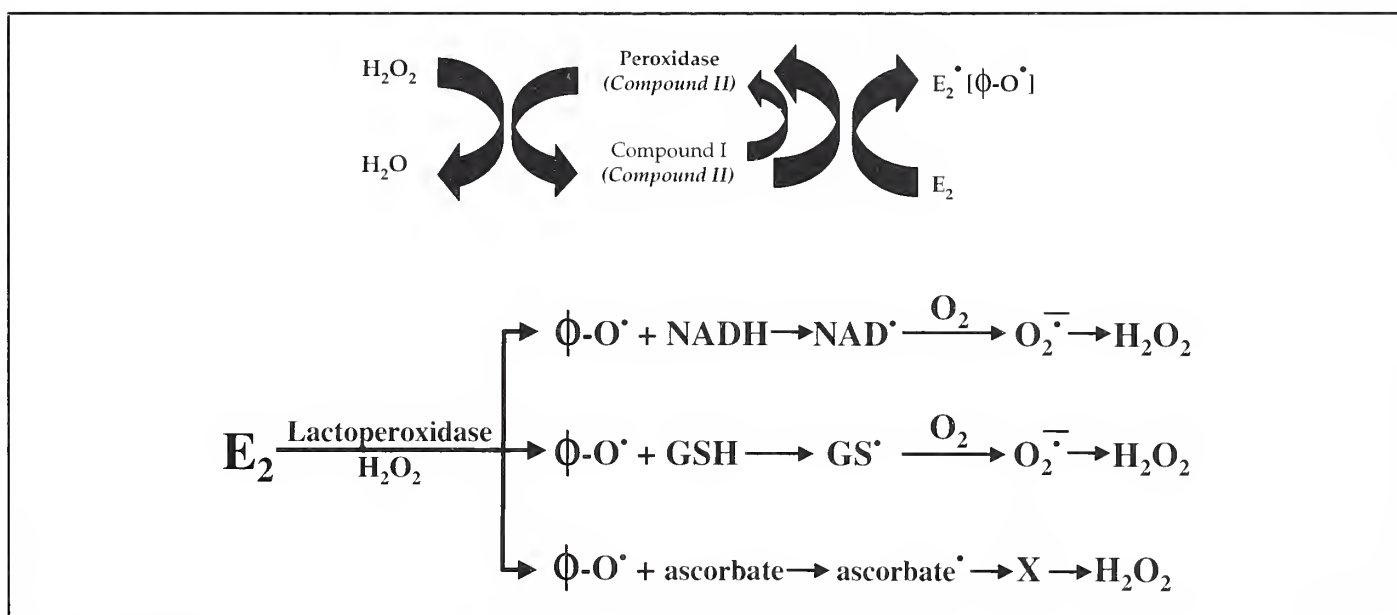 H₂O₂
Peroxidase
(Compound II)
E₂• [ϕ-O•]
H₂O
Compound I
(Compound II)
E₂
ϕ-O• + NADH → NAD• O₂ → O₂•̅ → H₂O₂
E₂ Lactoperoxidase H₂O₂ → ϕ-O• + GSH → GS• O₂ → O₂•̅ → H₂O₂
ϕ-O• + ascorbate → ascorbate• → X → H₂O₂